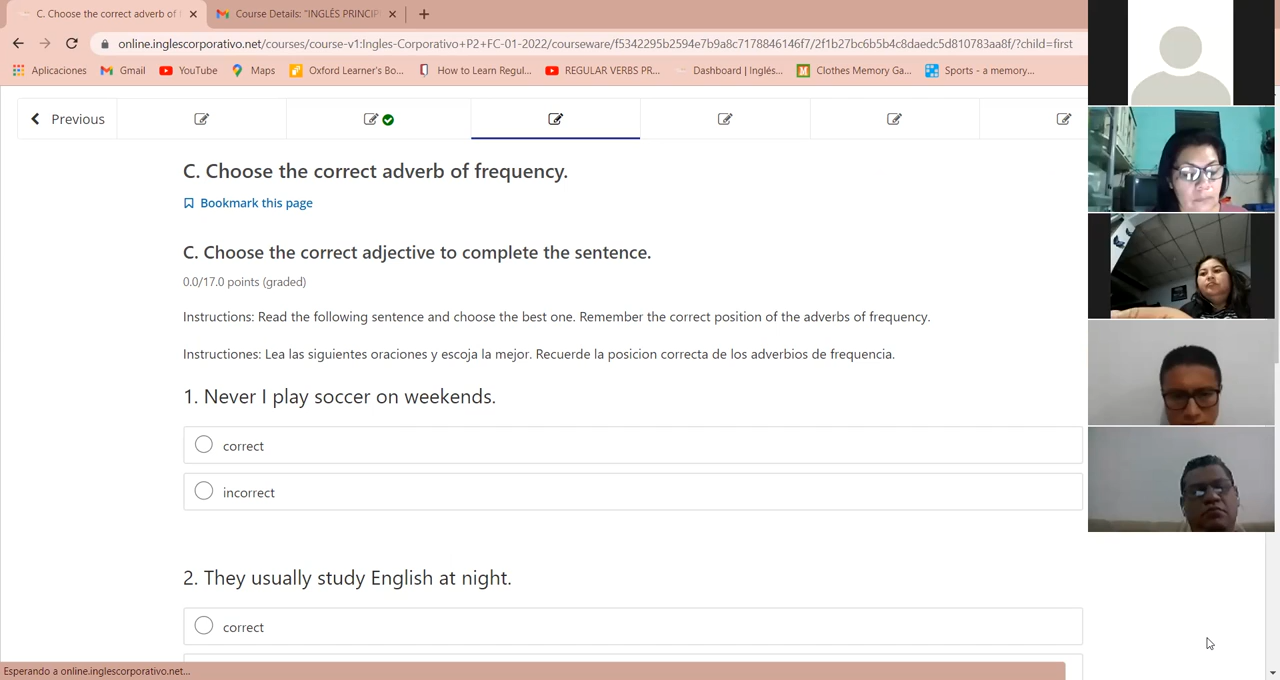 C. Choose the correct adverb of
Course Details: "INGLÉS PRINCIP
online.inglescorporativo.net/courses/course-v1:Ingles-Corporativo+P2+FC-01-2022/courseware/f5342295b2594e7b9a8c7178846146f7/2f1b27bc6b5b4c8daedc5d810783aa8f/?child=first
Aplicaciones Gmail YouTube Maps Oxford Learner's Bo... How to Learn Regul... REGULAR VERBS PR... Dashboard | Inglés... Clothes Memory Ga... Sports - a memory...
Previous
C. Choose the correct adverb of frequency.
Bookmark this page
C. Choose the correct adjective to complete the sentence.
0.0/17.0 points (graded)
Instructions: Read the following sentence and choose the best one. Remember the correct position of the adverbs of frequency.
Instructiones: Lea las siguientes oraciones y escoja la mejor. Recuerde la posicion correcta de los adverbios de frecuencia.
1. Never I play soccer on weekends.
correct
incorrect
2. They usually study English at night.
correct
Esperando a online.inglescorporativo.net...